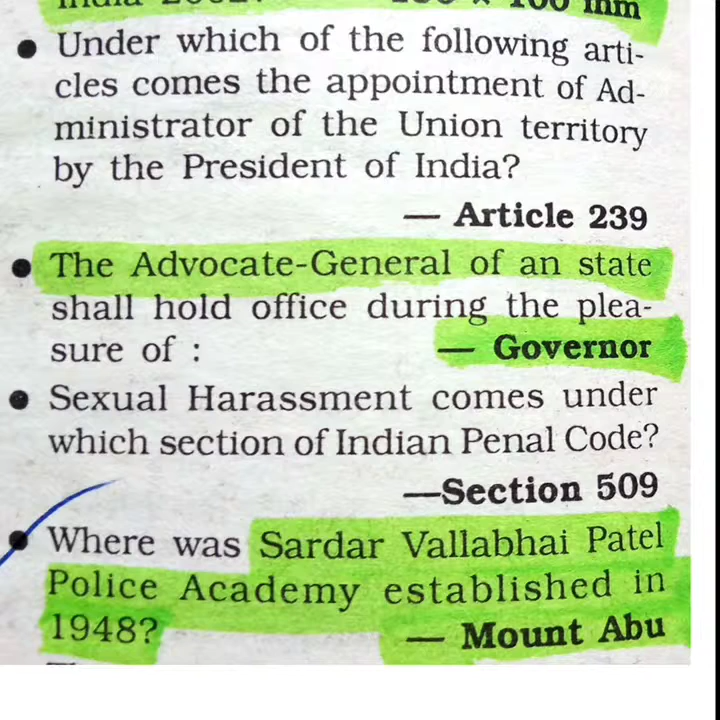 ● Under which of the following arti-
cles comes the appointment of Ad-
ministrator of the Union territory
by the President of India?
— Article 239
● The Advocate-General of an state
shall hold office during the plea-
sure of : — Governor
● Sexual Harassment comes under
which section of Indian Penal Code?
—Section 509
● Where was Sardar Vallabhai Patel
Police Academy established in
1948? — Mount Abu